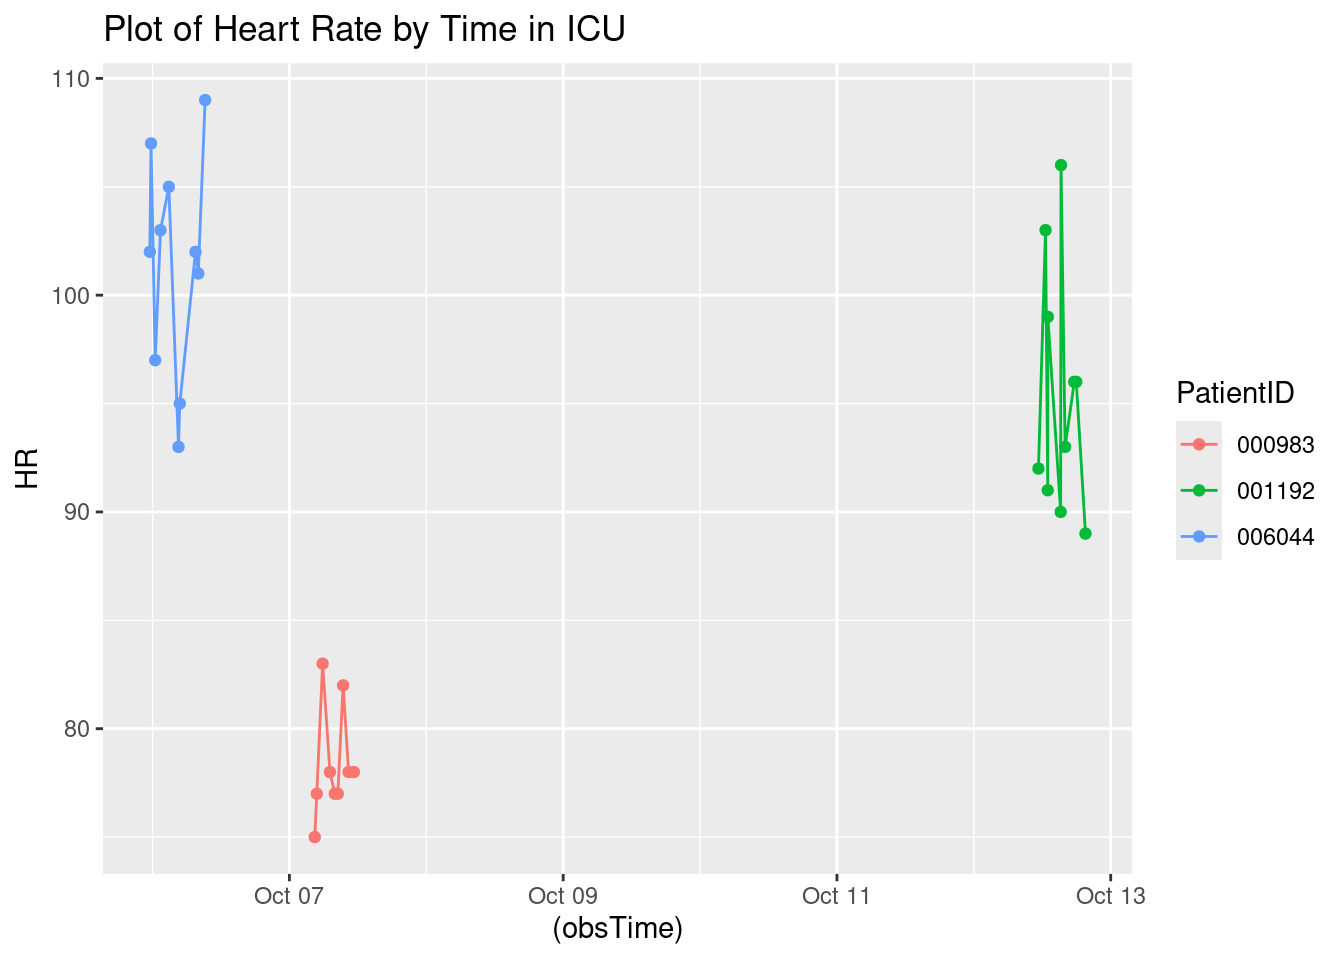 Plot of Heart Rate by Time in ICU
110
100
90
80
HR
Oct 07
Oct 09
Oct 11
Oct 13
(obsTime)
PatientID
000983
001192
006044